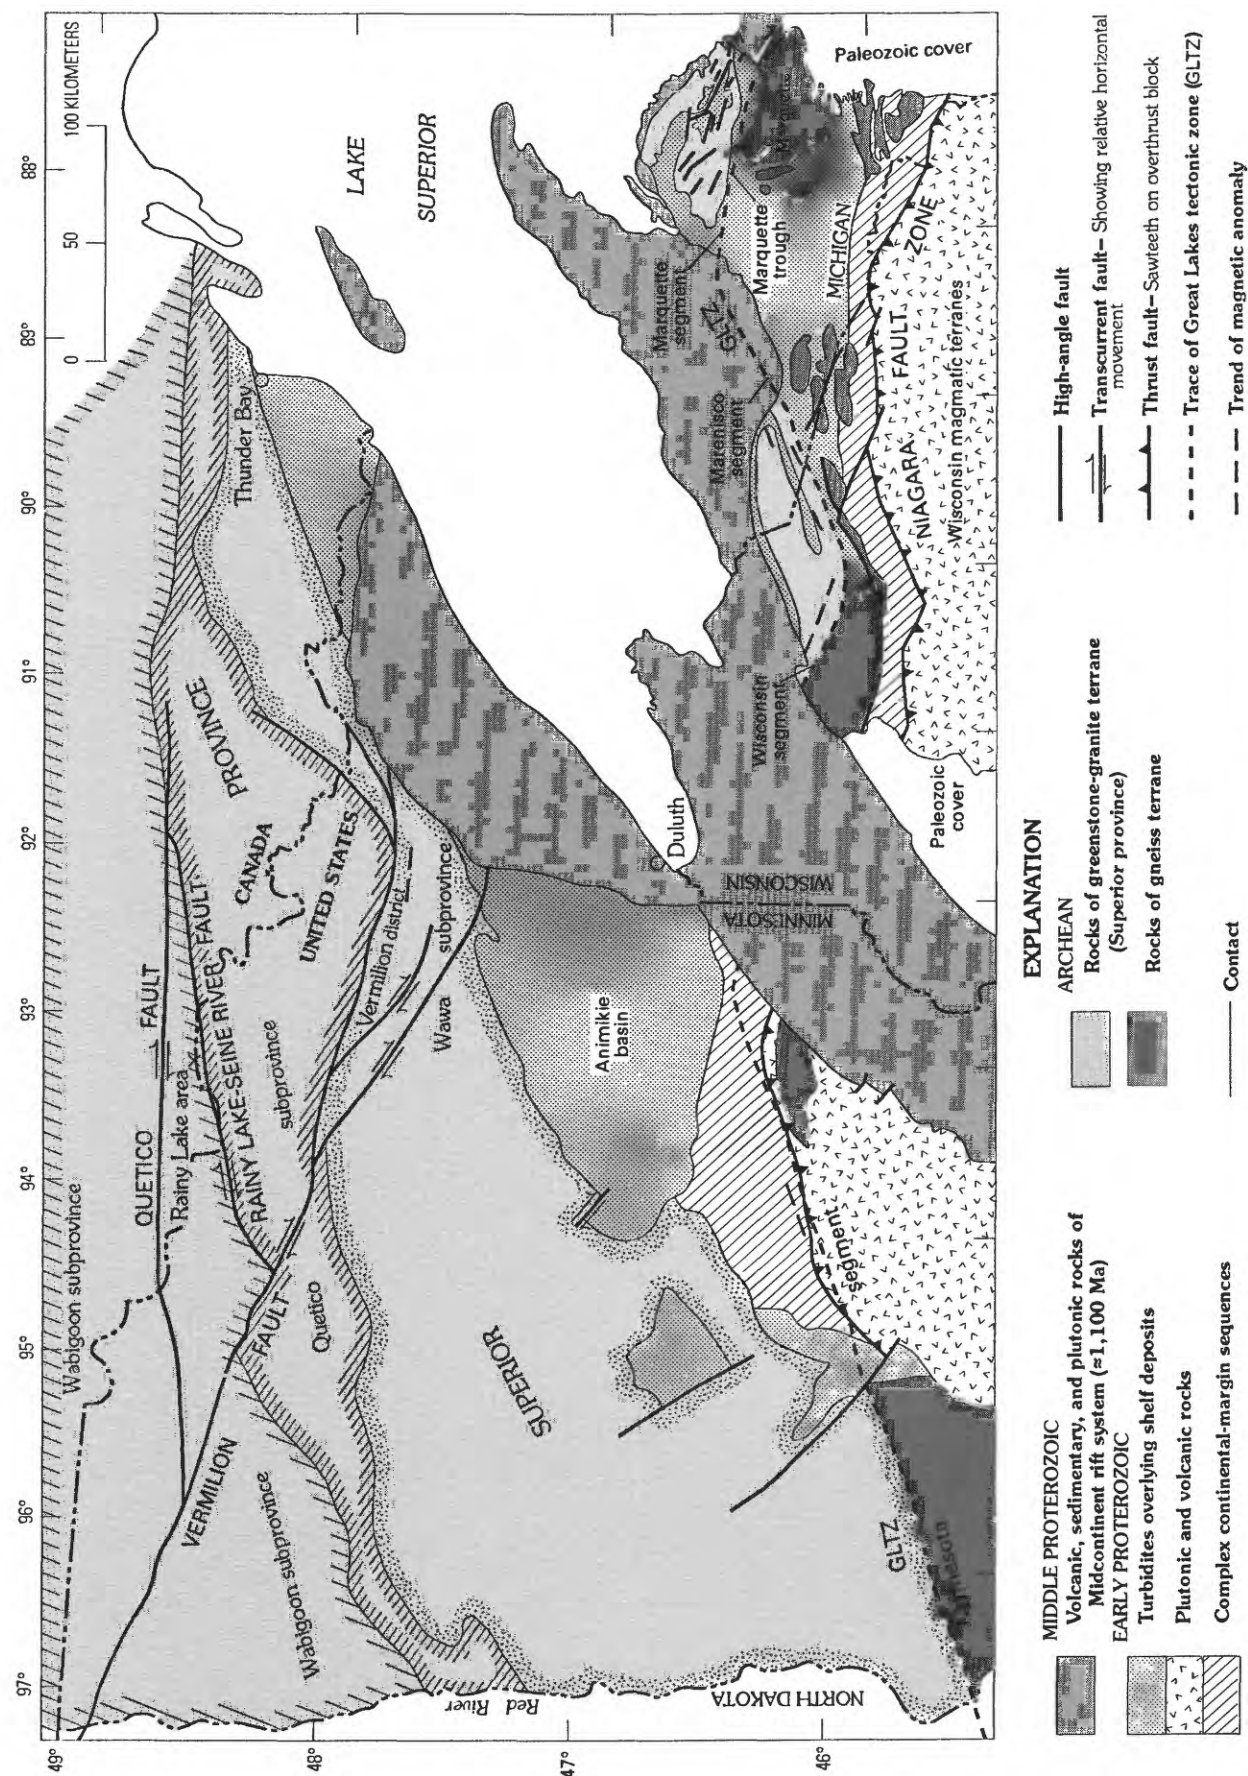 49°
48°
47°
46°
97°
96°
95°
94°
93°
92°
91°
90°
89°
88°
0
50
100 KILOMETERS
Wabigoon subprovince
QUETICO
FAULT
Rainy Lake area
RAINY LAKE-SEINE RIVER
FAULT
PROVINCE
CANADA
UNITED STATES
subprovince
Vermilion district
Wawa
subprovince
VERMILION
FAULT
Quetico
Wabigoon subprovince
SUPERIOR
Red
River
NORTH DAKOTA
Thunder Bay
LAKE
SUPERIOR
Animikie
basin
Duluth
MINNESOTA
WISCONSIN
GLTZ
Minnesota
segment
Wisconsin
segment
Marenisco
segment
GLTZ
Marquette
segment
Marquette
trough
Marquette
MICHIGAN
NIAGARA
FAULT
ZONE
Wisconsin magmatic terranes
Paleozoic cover
Paleozoic
cover
EXPLANATION
MIDDLE PROTEROZOIC
Volcanic, sedimentary, and plutonic rocks of
Midcontinent rift system (≈1,100 Ma)
EARLY PROTEROZOIC
Turbidites overlying shelf deposits
Plutonic and volcanic rocks
Complex continental-margin sequences
ARCHEAN
Rocks of greenstone-granite terrane
(Superior province)
Rocks of gneiss terrane
Contact
High-angle fault
Transcurrent fault—Showing relative horizontal
movement
Thrust fault—Sawteeth on overthrust block
Trace of Great Lakes tectonic zone (GLTZ)
Trend of magnetic anomaly